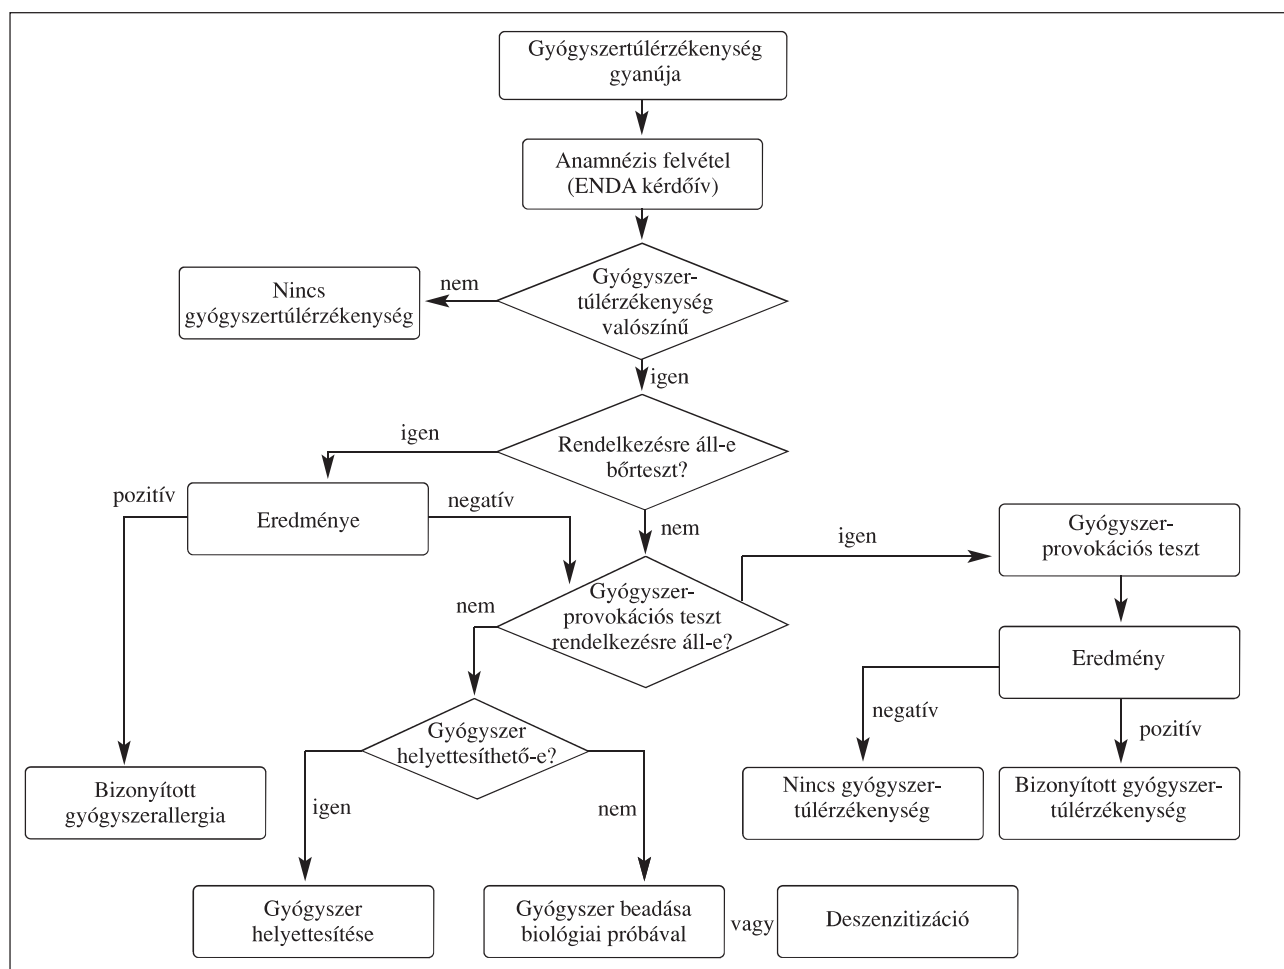 Gyógyszertúlérzékenység
gyanúja
Anamnézis felvétel
(ENDA kérdőív)
Gyógyszer-
túlérzékenység
valószínű
nem
Nincs
gyógyszertúlérzékenység
igen
Rendelkezésre áll-e
bőrteszt?
igen
Eredménye
pozitív
negatív
nem
Gyógyszer-
provokációs teszt
rendelkezésre áll-e?
igen
Gyógyszer-
provokációs teszt
Eredmény
negatív
pozitív
Nincs gyógyszer-
túlérzékenység
Bizonyított gyógyszer-
túlérzékenység
nem
Gyógyszer
helyettesíthető-e?
Bizonyított
gyógyszerallergia
igen
nem
Gyógyszer
helyettesítése
Gyógyszer beadása
biológiai próbával
vagy
Deszenzitizáció